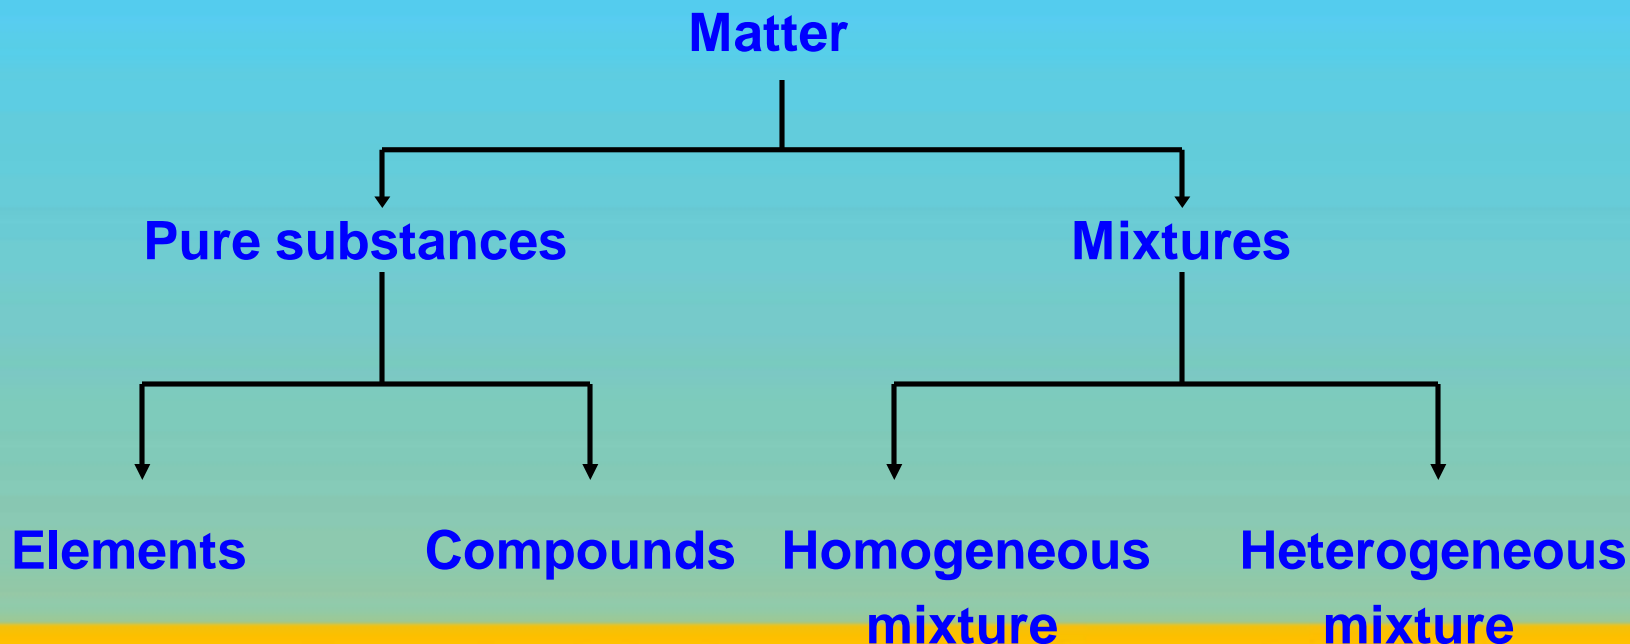 Matter
Pure substances Mixtures
Elements Compounds Homogeneous Heterogeneous
mixture mixture